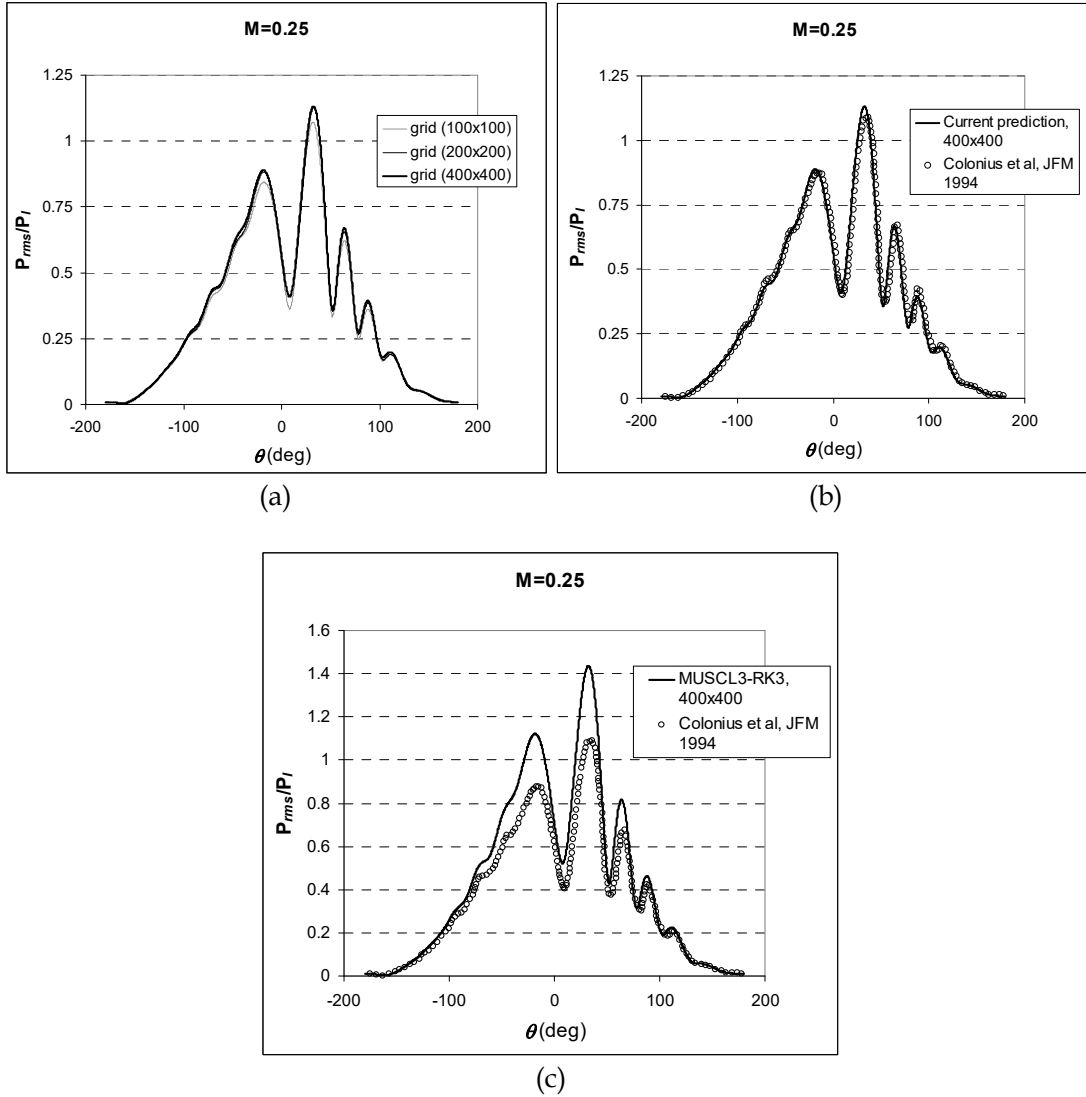 M=0.25
1.25
1
0.75
0.5
0.25
0
-200
-100
0
100
200
P_rms/P_I
θ(deg)
grid (100x100)
grid (200x200)
grid (400x400)
(a)
M=0.25
1.25
1
0.75
0.5
0.25
0
-200
-100
0
100
200
P_rms/P_I
θ(deg)
Current prediction,
400x400
Colonius et al, JFM
1994
(b)
M=0.25
1.6
1.4
1.2
1
0.8
0.6
0.4
0.2
0
-200
-100
0
100
200
P_rms/P_I
θ(deg)
MUSCL3-RK3,
400x400
Colonius et al, JFM
1994
(c)